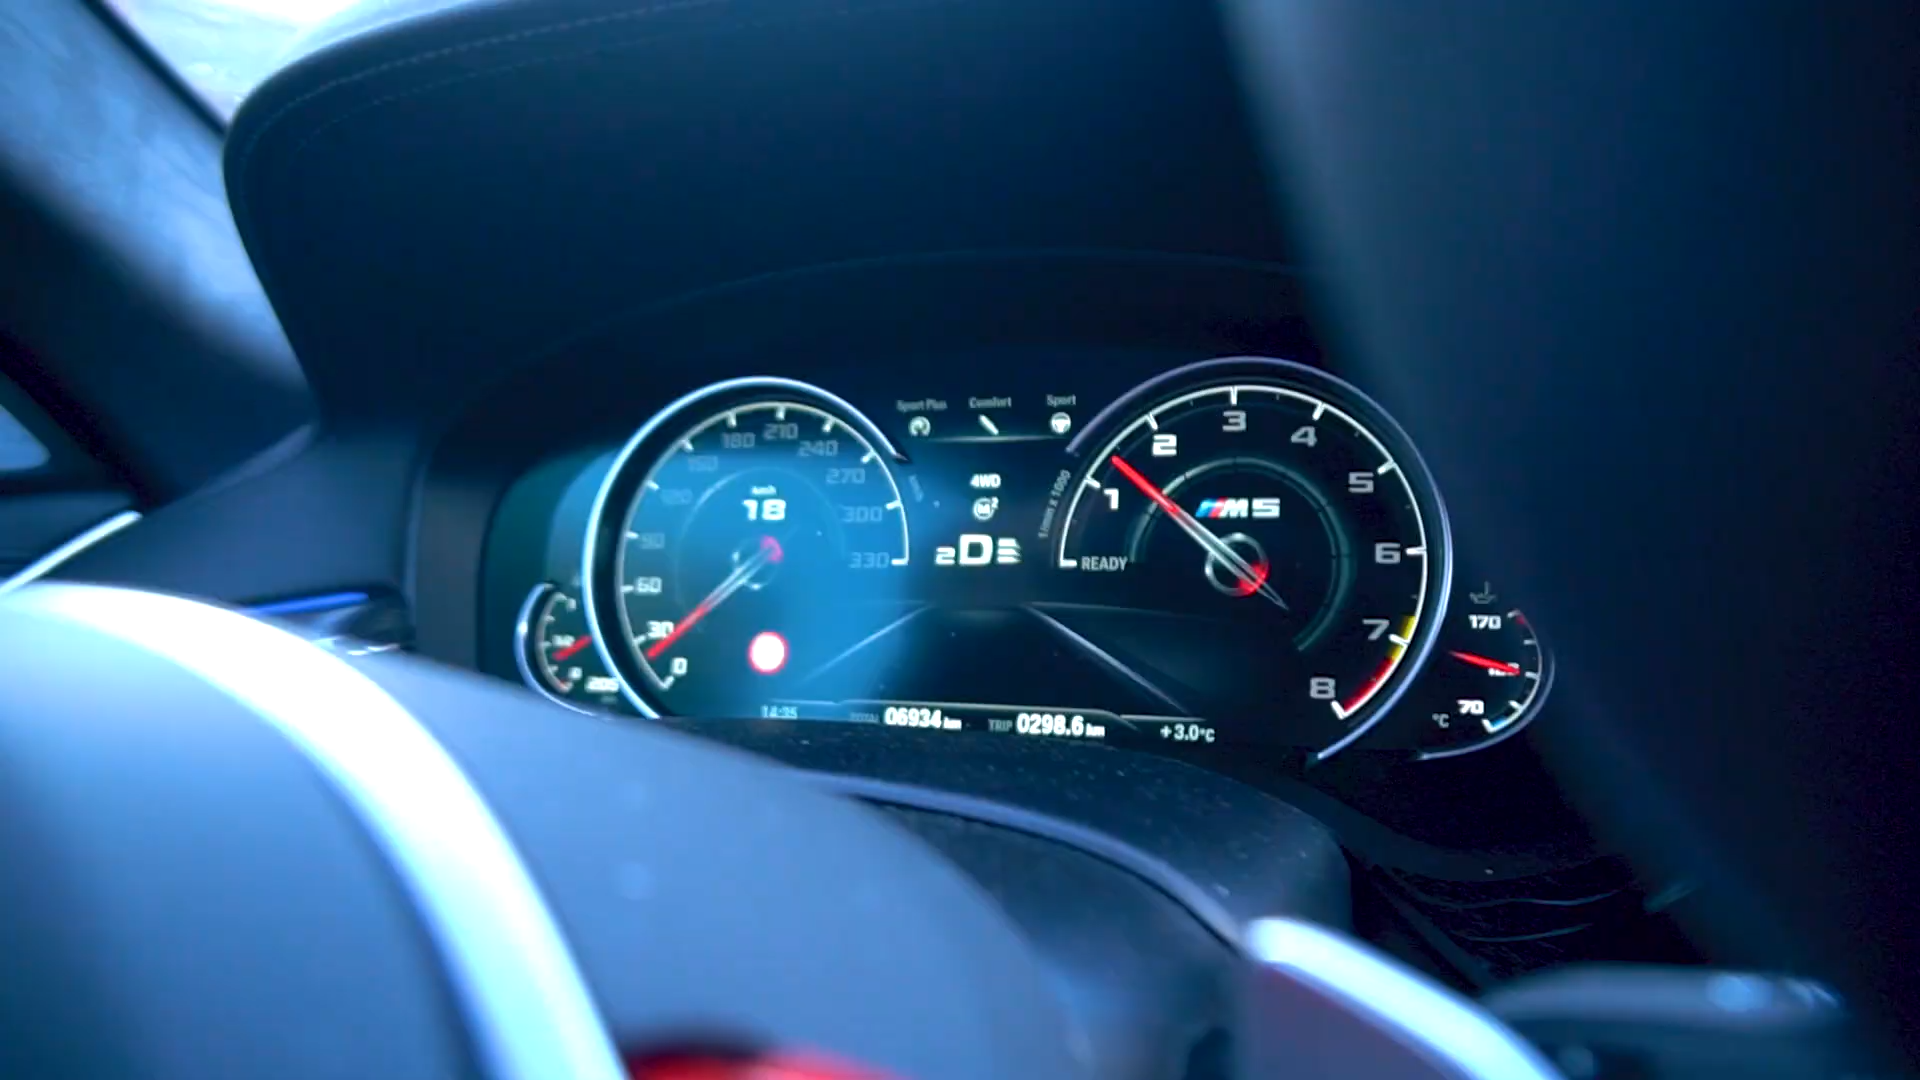 Sport Plus Comfort Sport
180 210 240
150 270
120 300
90 330
60
30
0
km/h
18
4WD
M2
2D
1/min x 1000
READY
1 2 3 4 5 6 7 8
M5
170
70
°C
14:35
TOTAL 06934 km TRIP 0298.6 km +3.0°C